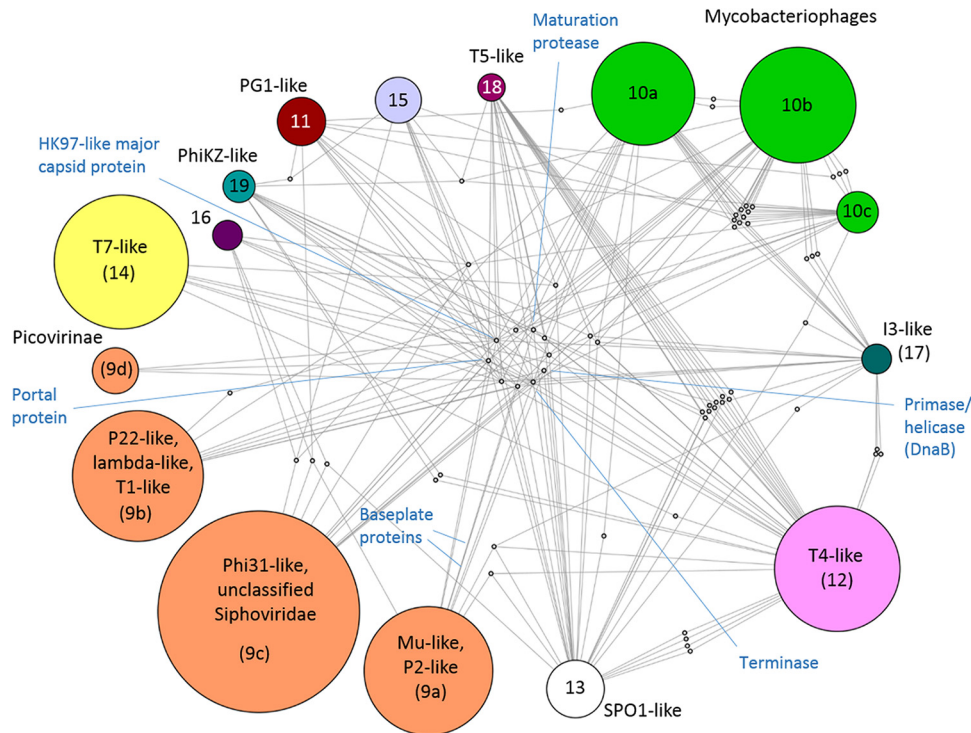 Mycobacteriophages
Maturation
protease
T5-like
18
10a
10b
PG1-like
11
15
HK97-like major
capsid protein
PhiKZ-like
19
16
10c
T7-like
(14)
I3-like
(17)
Picovirinae
(9d)
Portal
protein
Primase/
helicase
(DnaB)
P22-like,
lambda-like,
T1-like
(9b)
Baseplate
proteins
Phi31-like,
unclassified
Siphoviridae
(9c)
T4-like
(12)
Mu-like,
P2-like
(9a)
Terminase
13
SPO1-like